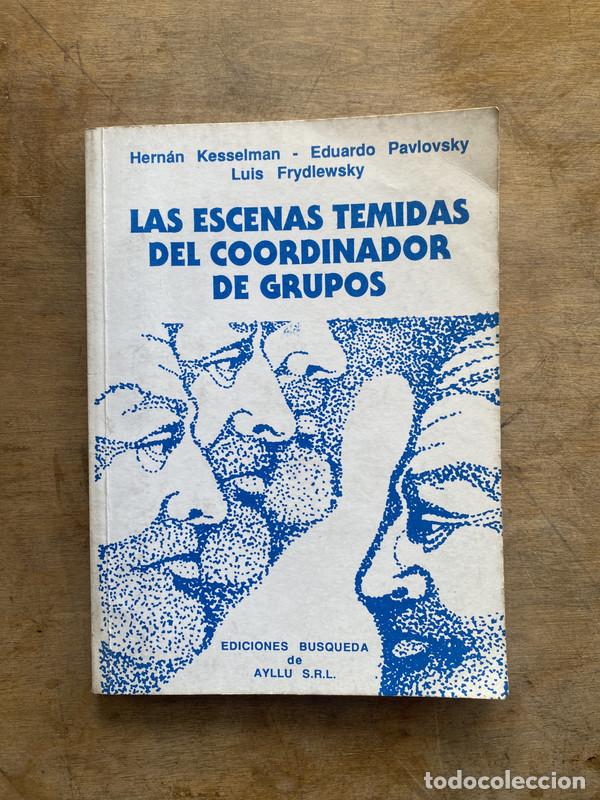 Hernán Kesselman - Eduardo Pavlovsky
Luis Frydlewsky
LAS ESCENAS TEMIDAS
DEL COORDINADOR
DE GRUPOS
EDICIONES BUSQUEDA
de
AYLLU S.R.L.
todocoleccion